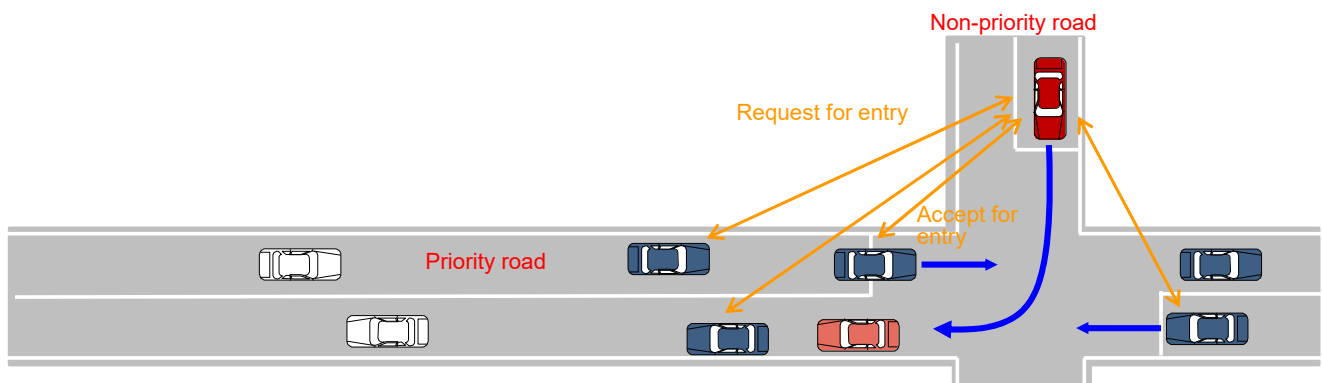 Non-priority road
Request for entry
Accept for
entry
Priority road